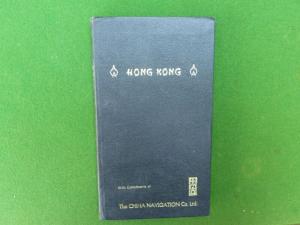 HONG KONG
With Compliments of
The CHINA NAVIGATION Co. Ltd.